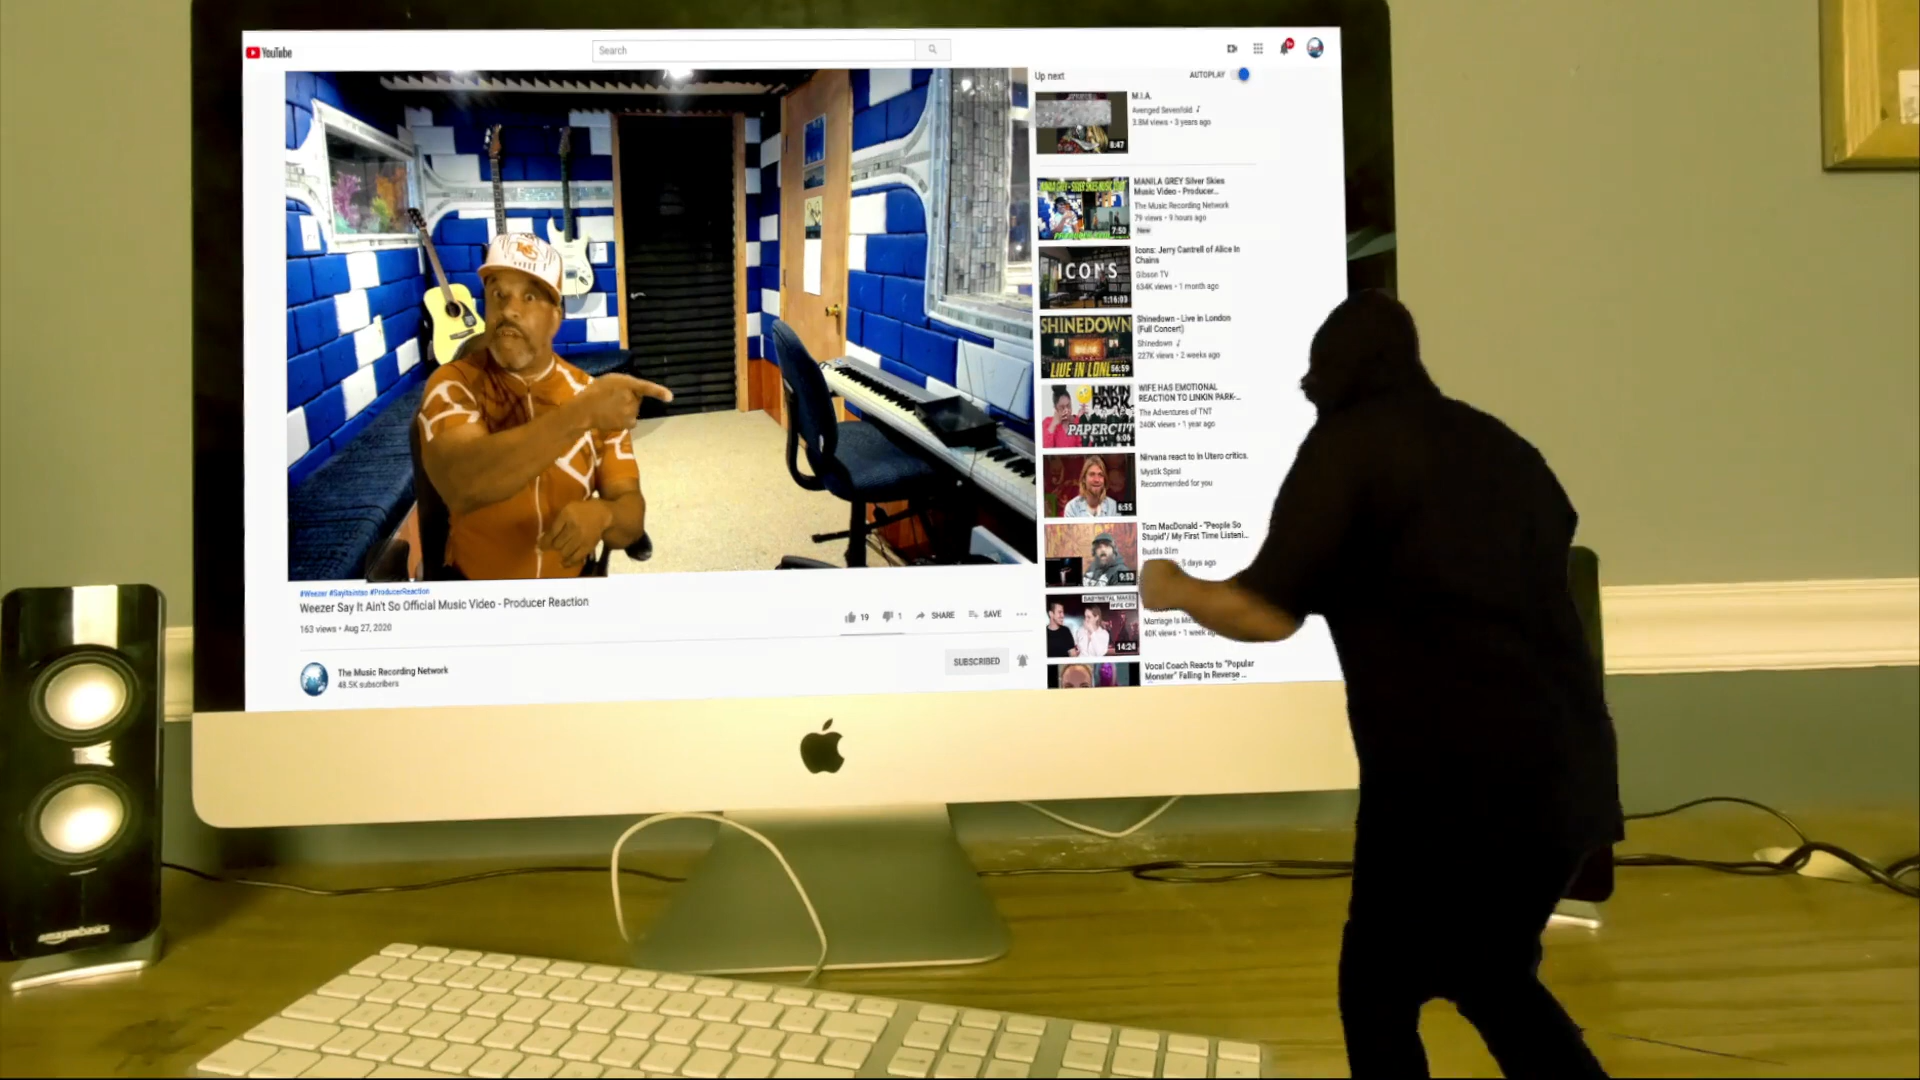 YouTube
Search
Up next
AUTOPLAY
M.I.A.
Avenged Sevenfold
3.8M views • 3 years ago
8:47
MANILA GREY Silver Skies
Music Video - Producer...
The Music Recording Network
79 views • 9 hours ago
New
7:50
Icons: Jerry Cantrell of Alice In
Chains
Gibson TV
634K views • 1 month ago
ICONS
1:16:03
Shinedown - Live in London
(Full Concert)
Shinedown
227K views • 2 weeks ago
SHINEDOWN
LIVE IN LONDON
56:59
WIFE HAS EMOTIONAL
REACTION TO LINKIN PARK-...
The Adventures of TNT
240K views • 1 year ago
LINKIN
PARK
PAPERCUT
6:06
Nirvana react to In Utero critics.
Mystik Spiral
Recommended for you
6:55
Tom MacDonald - "People So
Stupid"/ My First Time Listeni...
Budda Slim
5 days ago
9:53
BABYMETAL MAKES
WIFE CRY
40K views • 1 week
14:24
Vocal Coach Reacts to "Popular
Monster" Falling In Reverse ...
#Weezer #SayItaintso #ProducerReaction
Weezer Say It Ain't So Official Music Video - Producer Reaction
163 views • Aug 27, 2020
19
1
SHARE
SAVE
The Music Recording Network
48.5K subscribers
SUBSCRIBED
amazonbasics